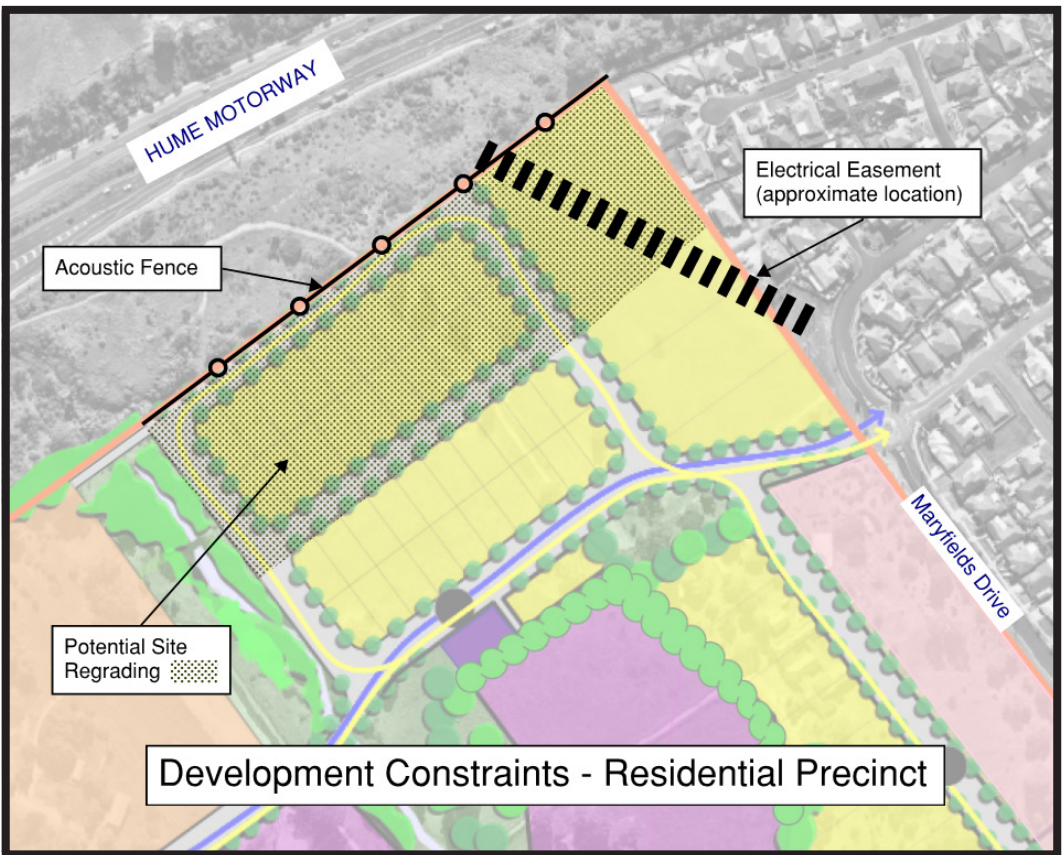 HUME MOTORWAY
Electrical Easement
(approximate location)
Acoustic Fence
Maryfields Drive
Potential Site
Regrading
Development Constraints - Residential Precinct